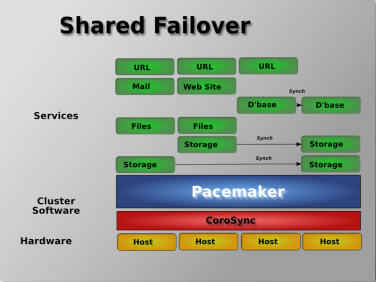 Shared Failover
URL URL URL
Mail Web Site
Synch
D'base D'base
Services
Files Files
Synch
Storage Storage
Synch
Storage Storage
Pacemaker
Cluster
Software
CoroSync
Hardware
Host Host Host Host